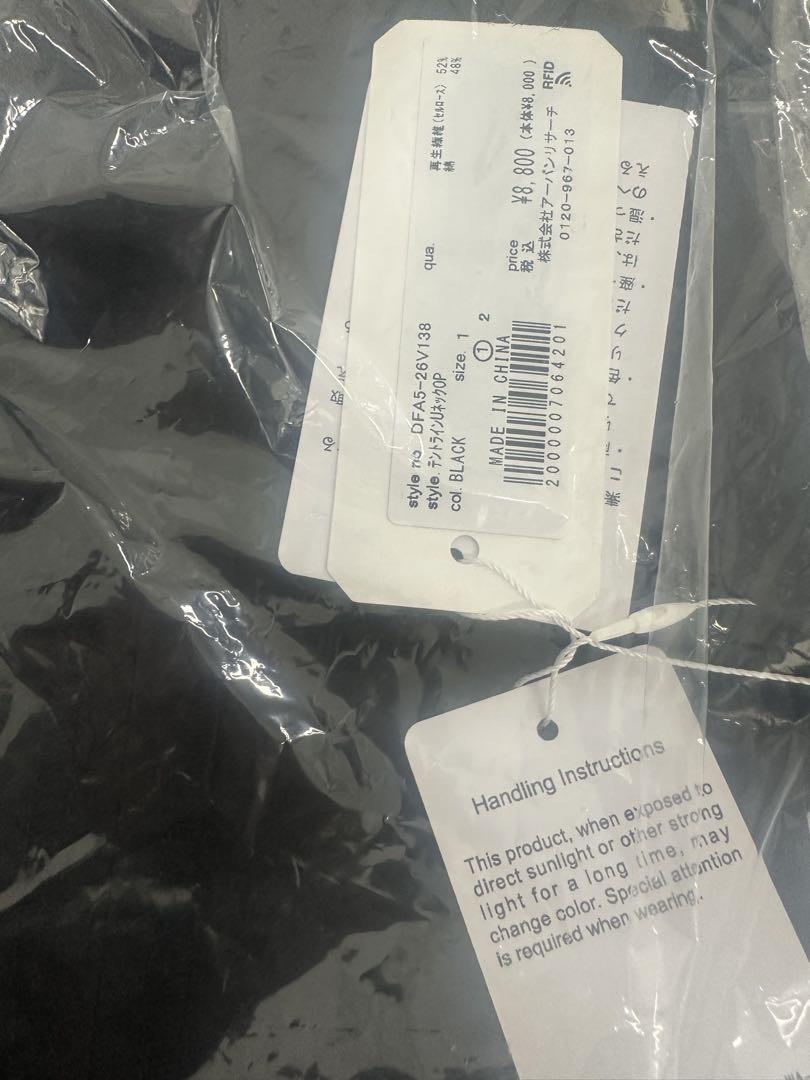 style no. DFA5-26V138
style. テントラインUネックOP
col. BLACK
size. 1
① 2
MADE IN CHINA
2000007064201
qua.
再生繊維(セルロース) 52%
綿 48%
price
税込 ¥8,800 (本体¥8,000)
株式会社アーバンリサーチ
0120-967-013
RFID
Handling Instructions
This product, when exposed to
direct sunlight or other strong
light for a long time, may
change color. Special attention
is required when wearing.